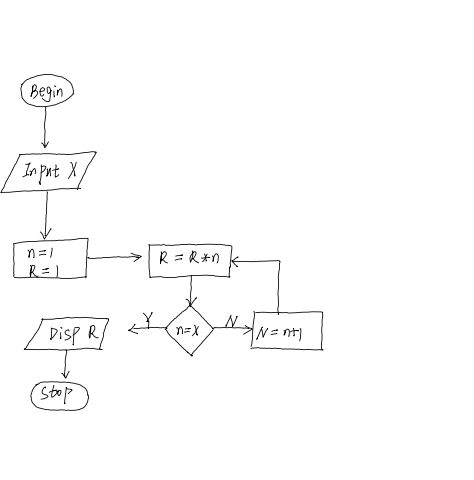 Begin
Input X
n=1
R=1
R = R*n
n=x
Y
N
N=n+1
Disp R
Stop